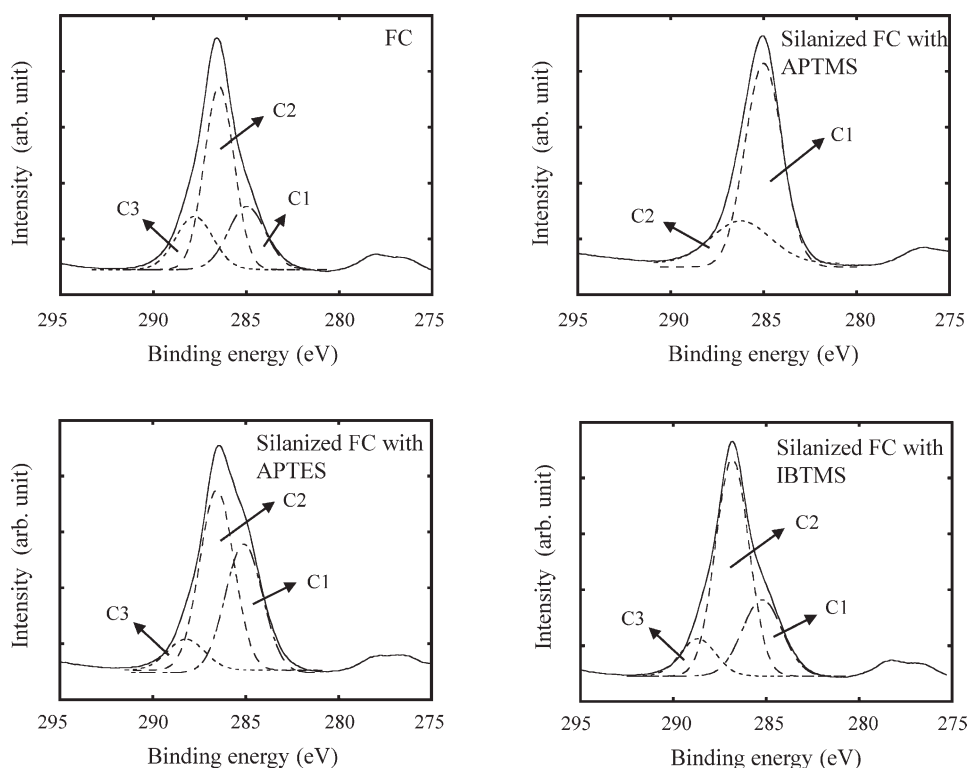 FC
C2
C3
C1
Intensity (arb. unit)
295 290 285 280 275
Binding energy (eV)
Silanized FC with
APTMS
C1
C2
Intensity (arb. unit)
295 290 285 280 275
Binding energy (eV)
Silanized FC with
APTES
C2
C1
C3
Intensity (arb. unit)
295 290 285 280 275
Binding energy (eV)
Silanized FC with
IBTMS
C2
C3
C1
Intensity (arb. unit)
295 290 285 280 275
Binding energy (eV)